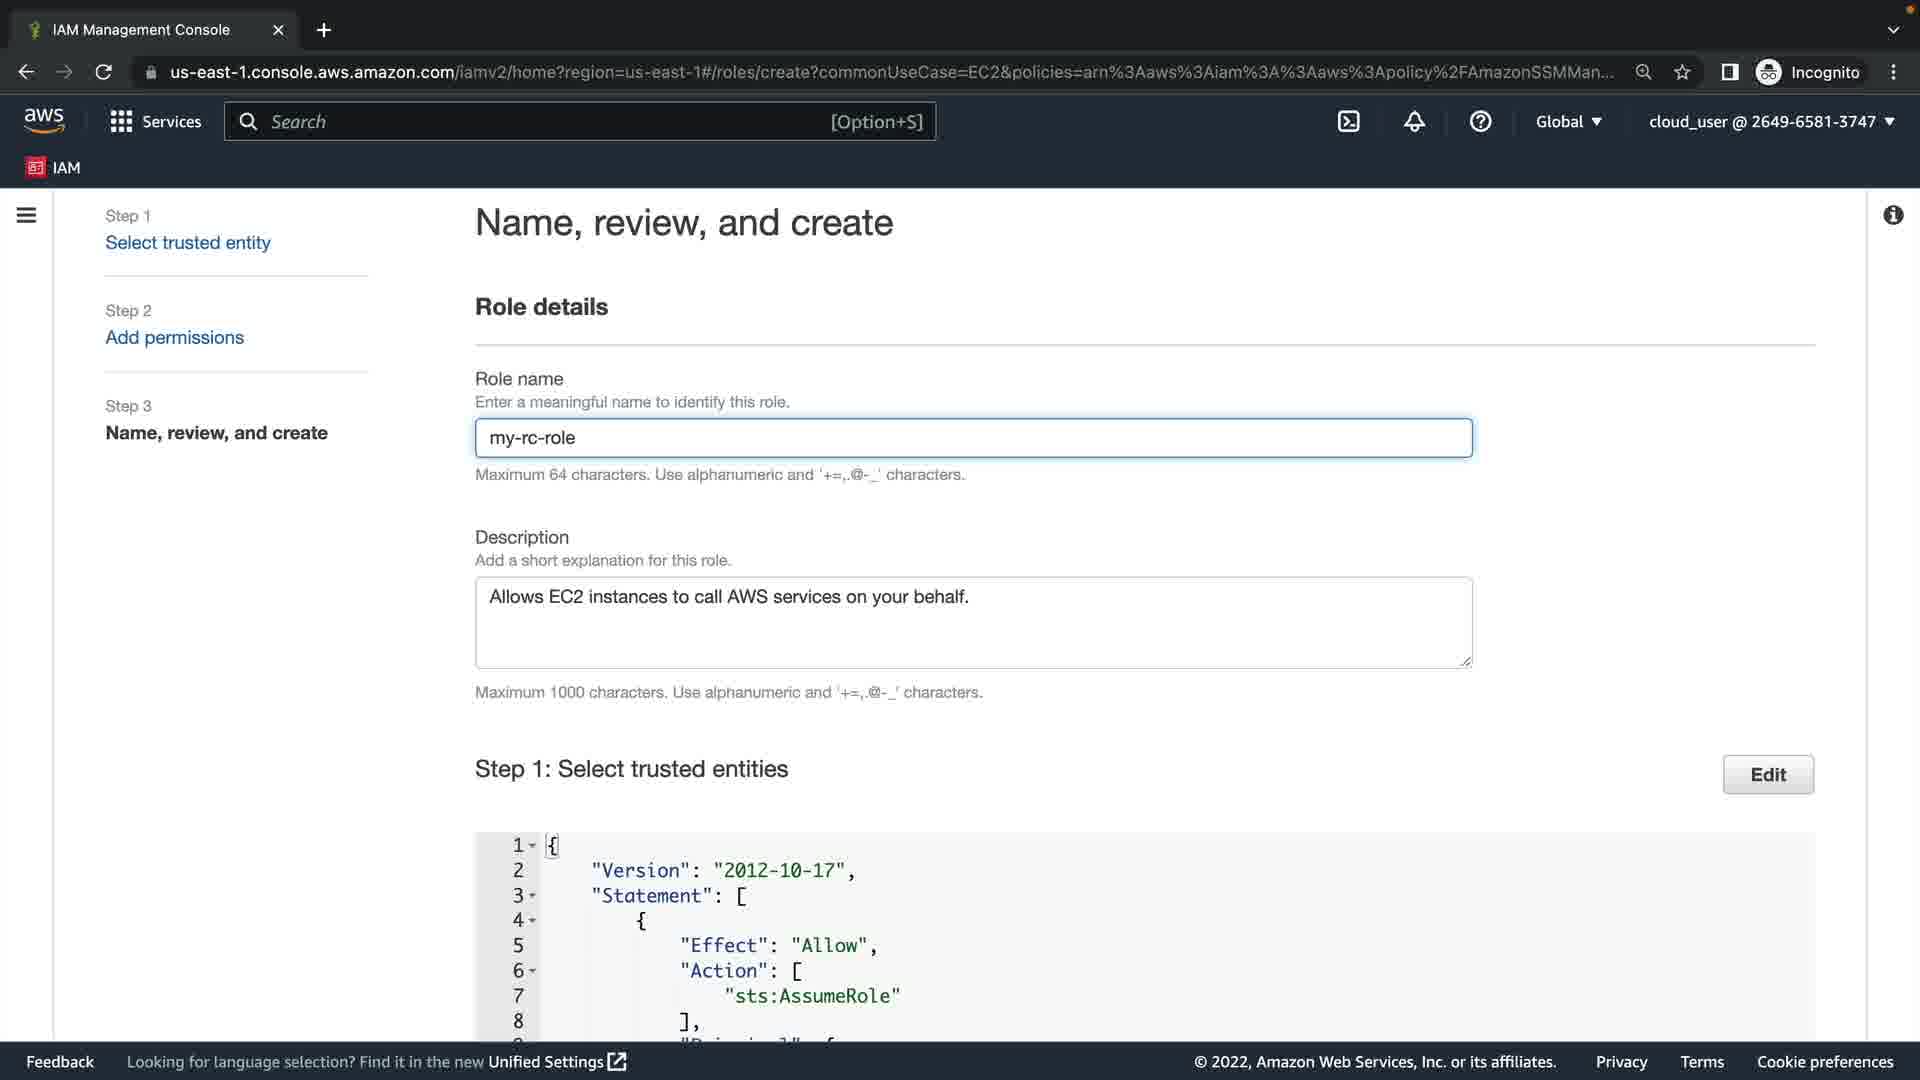 IAM Management Console
us-east-1.console.aws.amazon.com/iamv2/home?region=us-east-1#/roles/create?commonUseCase=EC2&policies=arn%3Aaws%3Aiam%3A%3Aaws%3Apolicy%2FAmazonSSMMan...
Incognito
aws
Services
Search
[Option+S]
Global
cloud_user @ 2649-6581-3747
IAM
Step 1
Select trusted entity
Step 2
Add permissions
Step 3
Name, review, and create
Name, review, and create
Role details
Role name
Enter a meaningful name to identify this role.
my-rc-role
Maximum 64 characters. Use alphanumeric and '+=,.@-_' characters.
Description
Add a short explanation for this role.
Allows EC2 instances to call AWS services on your behalf.
Maximum 1000 characters. Use alphanumeric and '+=,.@-_' characters.
Step 1: Select trusted entities
Edit
1 {
2 "Version": "2012-10-17",
3 "Statement": [
4 {
5 "Effect": "Allow",
6 "Action": [
7 "sts:AssumeRole"
8 ],
Feedback
Looking for language selection? Find it in the new Unified Settings
© 2022, Amazon Web Services, Inc. or its affiliates.
Privacy
Terms
Cookie preferences